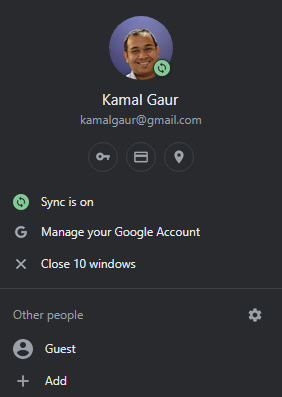 Kamal Gaur
kamalgaur@gmail.com
Sync is on
G Manage your Google Account
Close 10 windows
Other people
Guest
Add